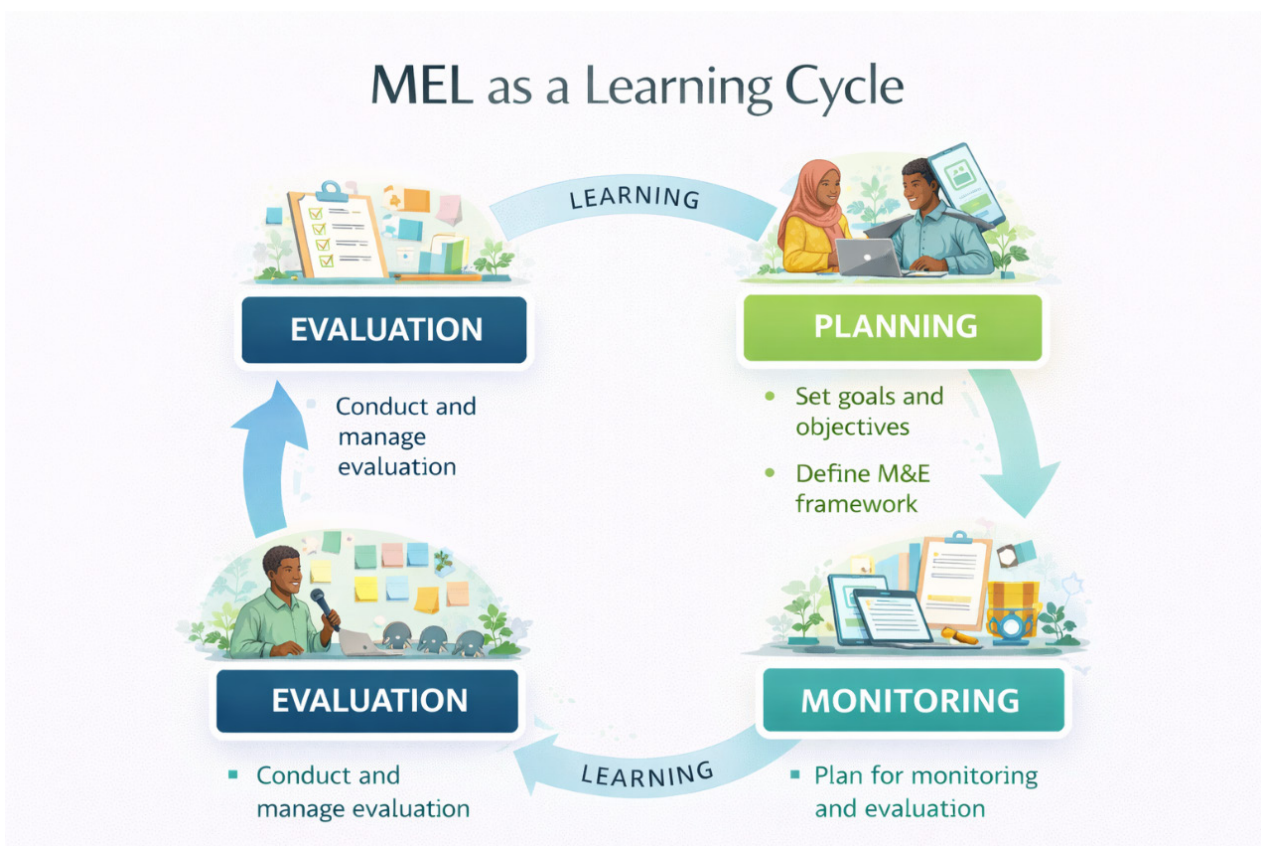 MEL as a Learning Cycle
LEARNING
EVALUATION
Conduct and
manage
evaluation
PLANNING
• Set goals and
objectives
• Define M&E
framework
EVALUATION
▪ Conduct and
manage evaluation
LEARNING
MONITORING
▪ Plan for monitoring
and evaluation